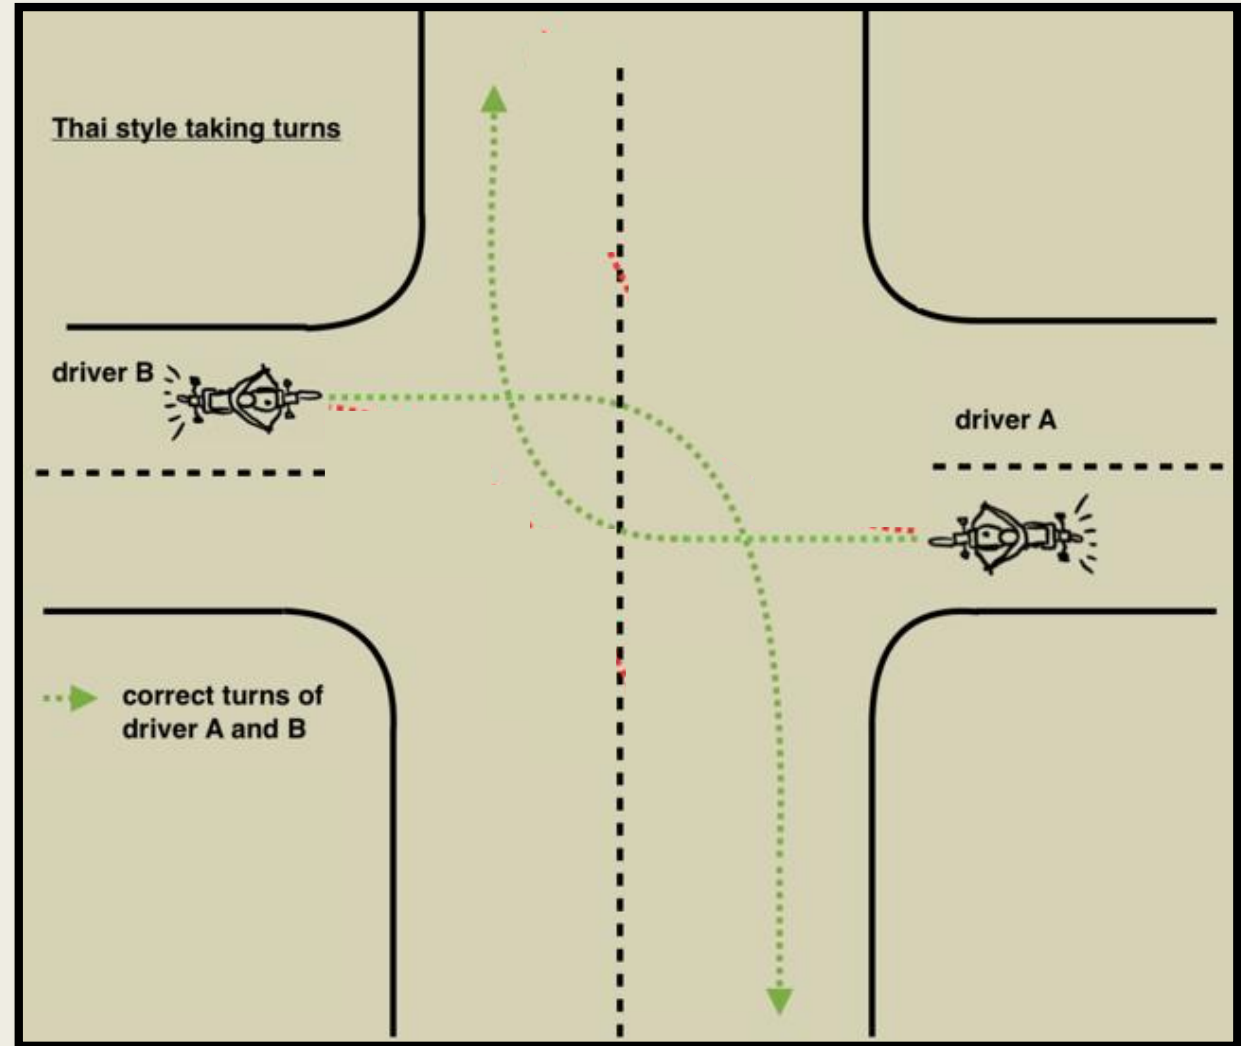 Thai style taking turns
driver B
driver A
correct turns of
driver A and B